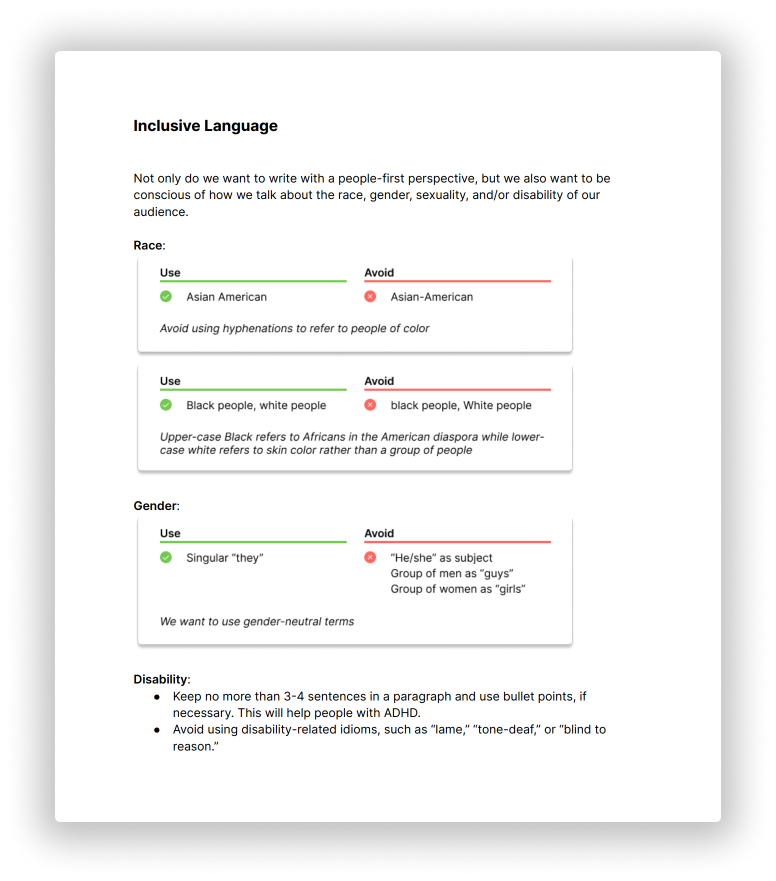 Inclusive Language
Not only do we want to write with a people-first perspective, but we also want to be
conscious of how we talk about the race, gender, sexuality, and/or disability of our
audience.
Race:
Use
Avoid
Asian American
Asian-American
Avoid using hyphenations to refer to people of color
Use
Avoid
Black people, white people
black people, White people
Upper-case Black refers to Africans in the American diaspora while lower-
case white refers to skin color rather than a group of people
Gender:
Use
Avoid
Singular “they”
“He/she” as subject
Group of men as “guys”
Group of women as “girls”
We want to use gender-neutral terms
Disability:
● Keep no more than 3-4 sentences in a paragraph and use bullet points, if
necessary. This will help people with ADHD.
● Avoid using disability-related idioms, such as “lame,” “tone-deaf,” or “blind to
reason.”